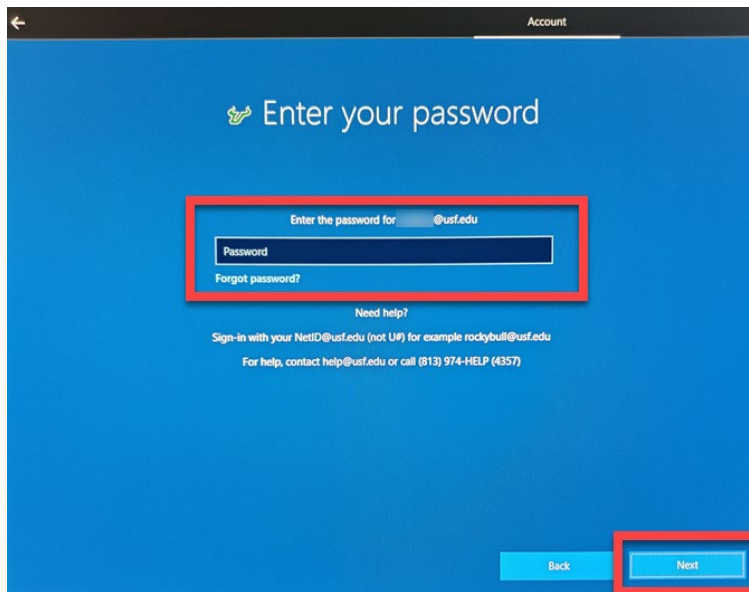 Account
Enter your password
Enter the password for @usf.edu
Password
Forgot password?
Need help?
Sign-in with your NetID@usf.edu (not U#) for example rockybull@usf.edu
For help, contact help@usf.edu or call (813) 974-HELP (4357)
Back
Next